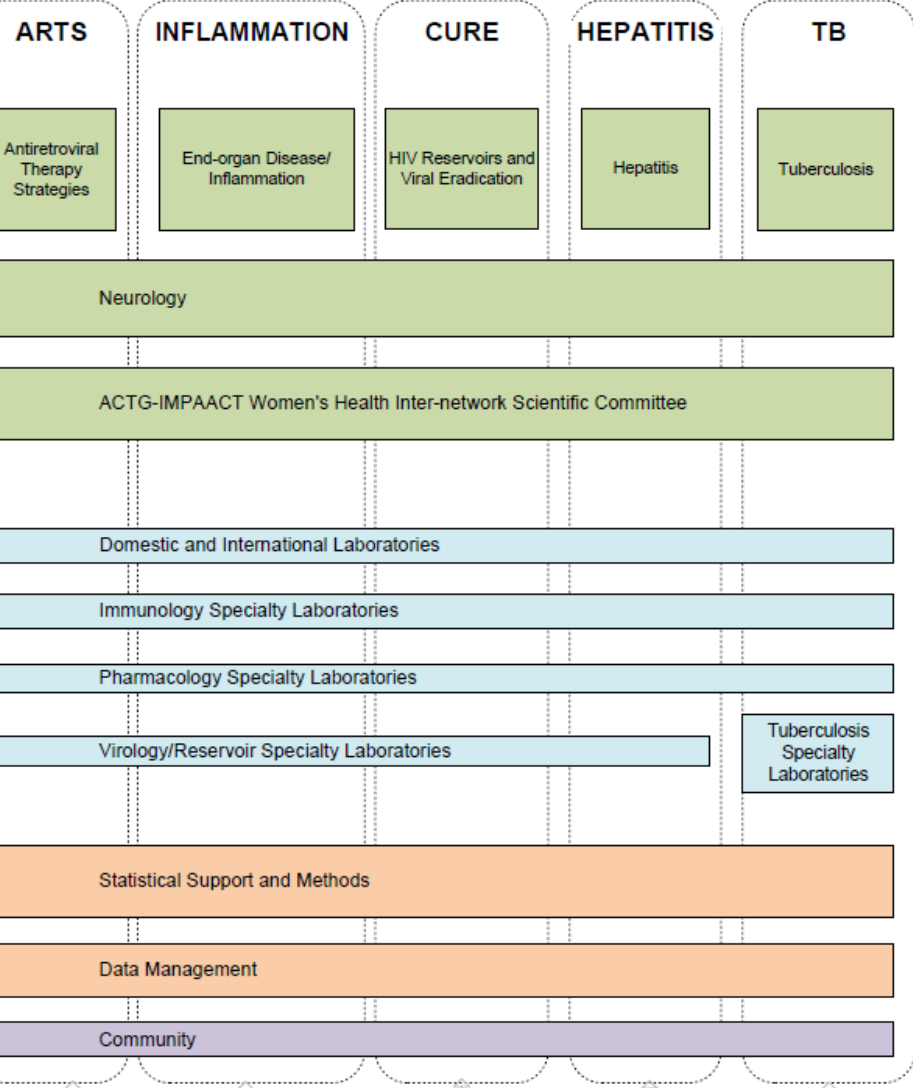 ARTS
INFLAMMATION
CURE
HEPATITIS
TB
Antiretroviral
Therapy
Strategies
End-organ Disease/
Inflammation
HIV Reservoirs and
Viral Eradication
Hepatitis
Tuberculosis
Neurology
ACTG-IMPAACT Women's Health Inter-network Scientific Committee
Domestic and International Laboratories
Immunology Specialty Laboratories
Pharmacology Specialty Laboratories
Virology/Reservoir Specialty Laboratories
Tuberculosis
Specialty
Laboratories
Statistical Support and Methods
Data Management
Community